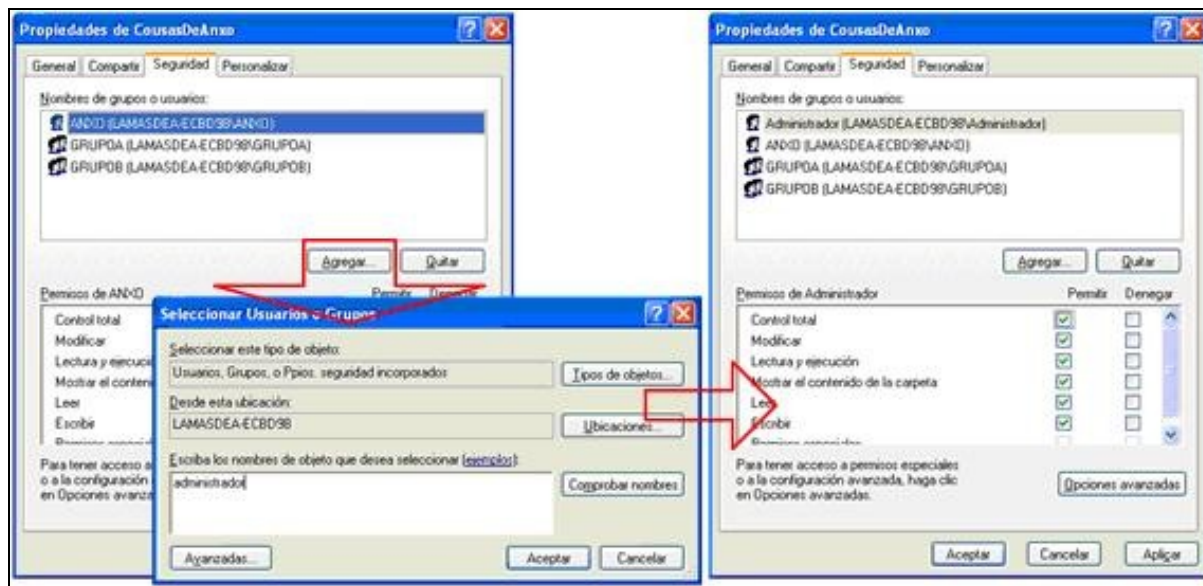 Propiedades de CousasDeAnxo
General Compartir Seguridad Personalizar
Nombres de grupos o usuarios:
ANXO (LAMASDEA-ECBD98\ANXO)
GRUPOA (LAMASDEA-ECBD98\GRUPOA)
GRUPOB (LAMASDEA-ECBD98\GRUPOB)
Agregar... Quitar
Permisos de ANXO Permitir Denegar
Control total
Modificar
Lectura y ejecució
Mostrar el conteni
Leer
Escribir
Para tener acceso a
o a la configuración
en Opciones avanza
Seleccionar Usuarios o Grupos
Seleccionar este tipo de objeto:
Usuarios, Grupos, o Ppios. seguridad incorporados
Tipos de objetos...
Desde esta ubicación:
LAMASDEA-ECBD98
Ubicaciones...
Escriba los nombres de objeto que desea seleccionar (ejemplos):
administrador
Comprobar nombres
Avanzadas... Aceptar Cancelar
Propiedades de CousasDeAnxo
General Compartir Seguridad Personalizar
Nombres de grupos o usuarios:
Administrador (LAMASDEA-ECBD98\Administrador)
ANXO (LAMASDEA-ECBD98\ANXO)
GRUPOA (LAMASDEA-ECBD98\GRUPOA)
GRUPOB (LAMASDEA-ECBD98\GRUPOB)
Agregar... Quitar
Permisos de Administrador Permitir Denegar
Control total
Modificar
Lectura y ejecución
Mostrar el contenido de la carpeta
Leer
Escribir
Para tener acceso a permisos especiales
o a la configuración avanzada, haga clic
en Opciones avanzadas.
Opciones avanzadas
Aceptar Cancelar Aplicar